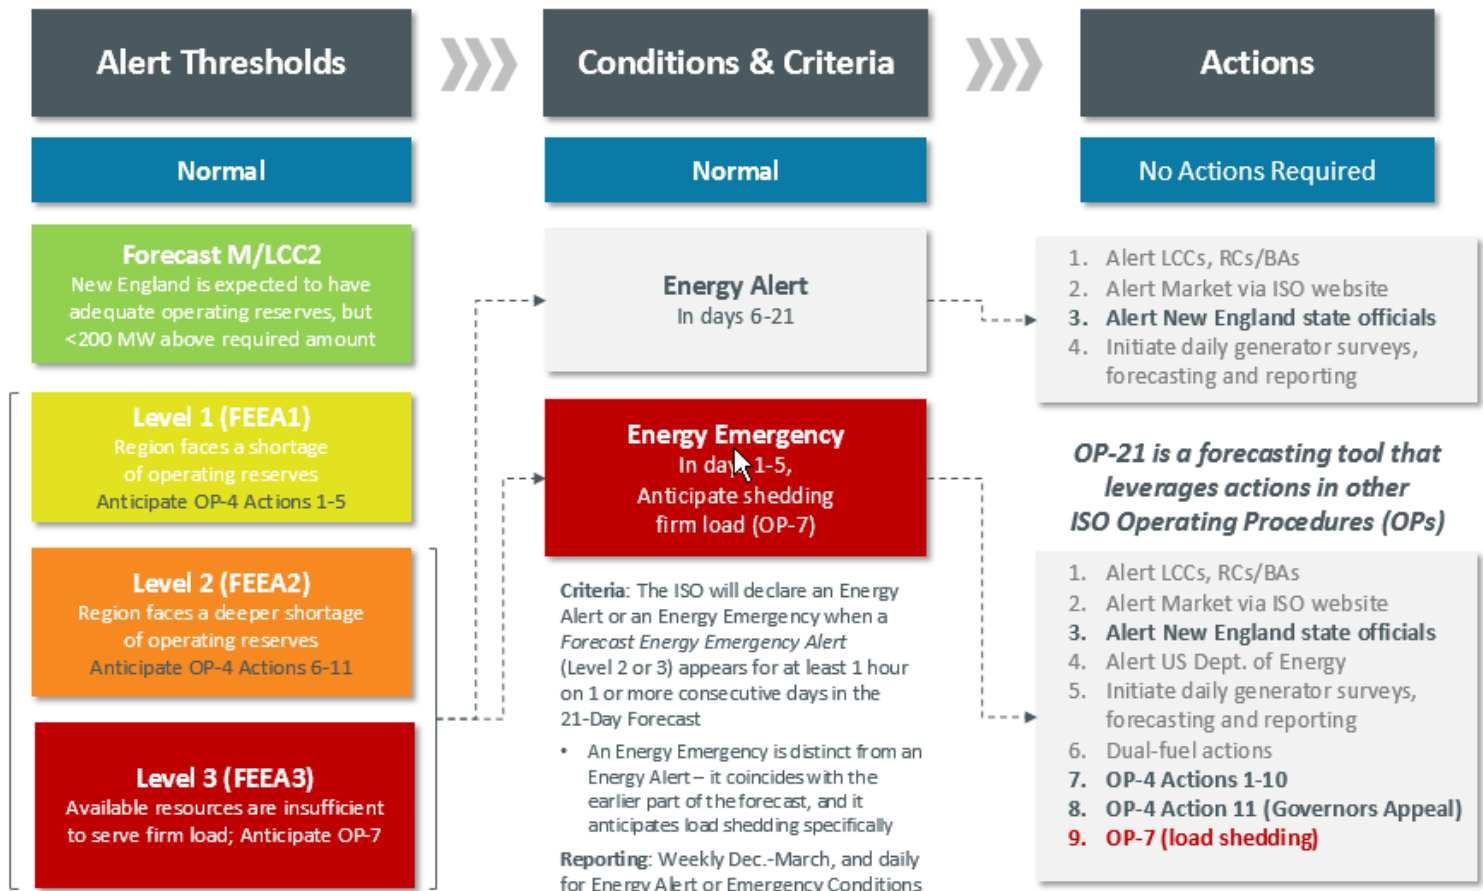 Alert Thresholds
Conditions & Criteria
Actions
Normal
Normal
No Actions Required
Forecast M/LCC2
New England is expected to have
adequate operating reserves, but
<200 MW above required amount
Energy Alert
In days 6-21
1. Alert LCCs, RCs/BAs
2. Alert Market via ISO website
3. Alert New England state officials
4. Initiate daily generator surveys,
forecasting and reporting
Level 1 (FEEA1)
Region faces a shortage
of operating reserves
Anticipate OP-4 Actions 1-5
Energy Emergency
In days 1-5,
Anticipate shedding
firm load (OP-7)
OP-21 is a forecasting tool that
leverages actions in other
ISO Operating Procedures (OPs)
Level 2 (FEEA2)
Region faces a deeper shortage
of operating reserves
Anticipate OP-4 Actions 6-11
Level 3 (FEEA3)
Available resources are insufficient
to serve firm load; Anticipate OP-7
Criteria: The ISO will declare an Energy
Alert or an Energy Emergency when a
Forecast Energy Emergency Alert
(Level 2 or 3) appears for at least 1 hour
on 1 or more consecutive days in the
21-Day Forecast
• An Energy Emergency is distinct from an
Energy Alert – it coincides with the
earlier part of the forecast, and it
anticipates load shedding specifically
Reporting: Weekly Dec.-March, and daily
for Energy Alert or Emergency Conditions
1. Alert LCCs, RCs/BAs
2. Alert Market via ISO website
3. Alert New England state officials
4. Alert US Dept. of Energy
5. Initiate daily generator surveys,
forecasting and reporting
6. Dual-fuel actions
7. OP-4 Actions 1-10
8. OP-4 Action 11 (Governors Appeal)
9. OP-7 (load shedding)